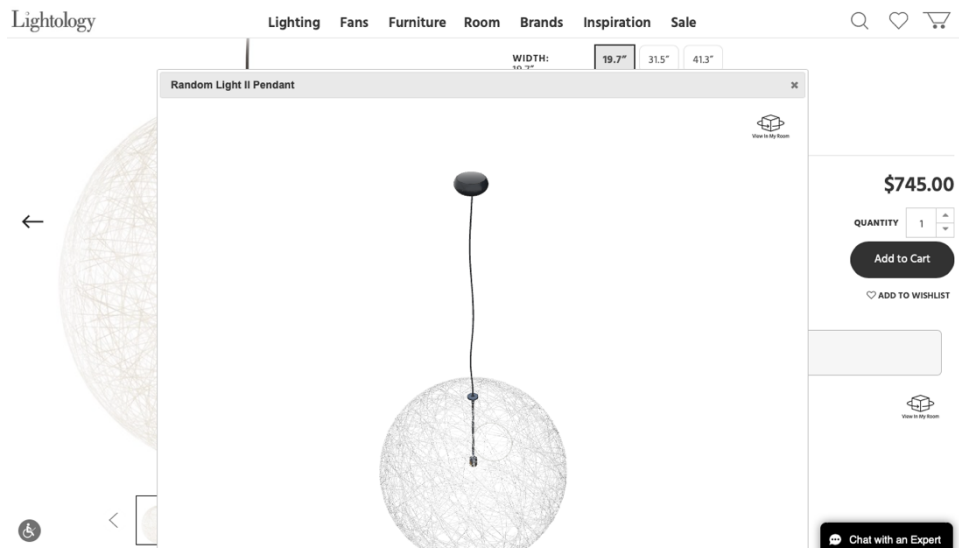 Lightology
Lighting Fans Furniture Room Brands Inspiration Sale
WIDTH:
19.7"
19.7" 31.5" 41.3"
Random Light II Pendant
View In My Room
$745.00
QUANTITY 1
Add to Cart
ADD TO WISHLIST
View In My Room
Chat with an Expert